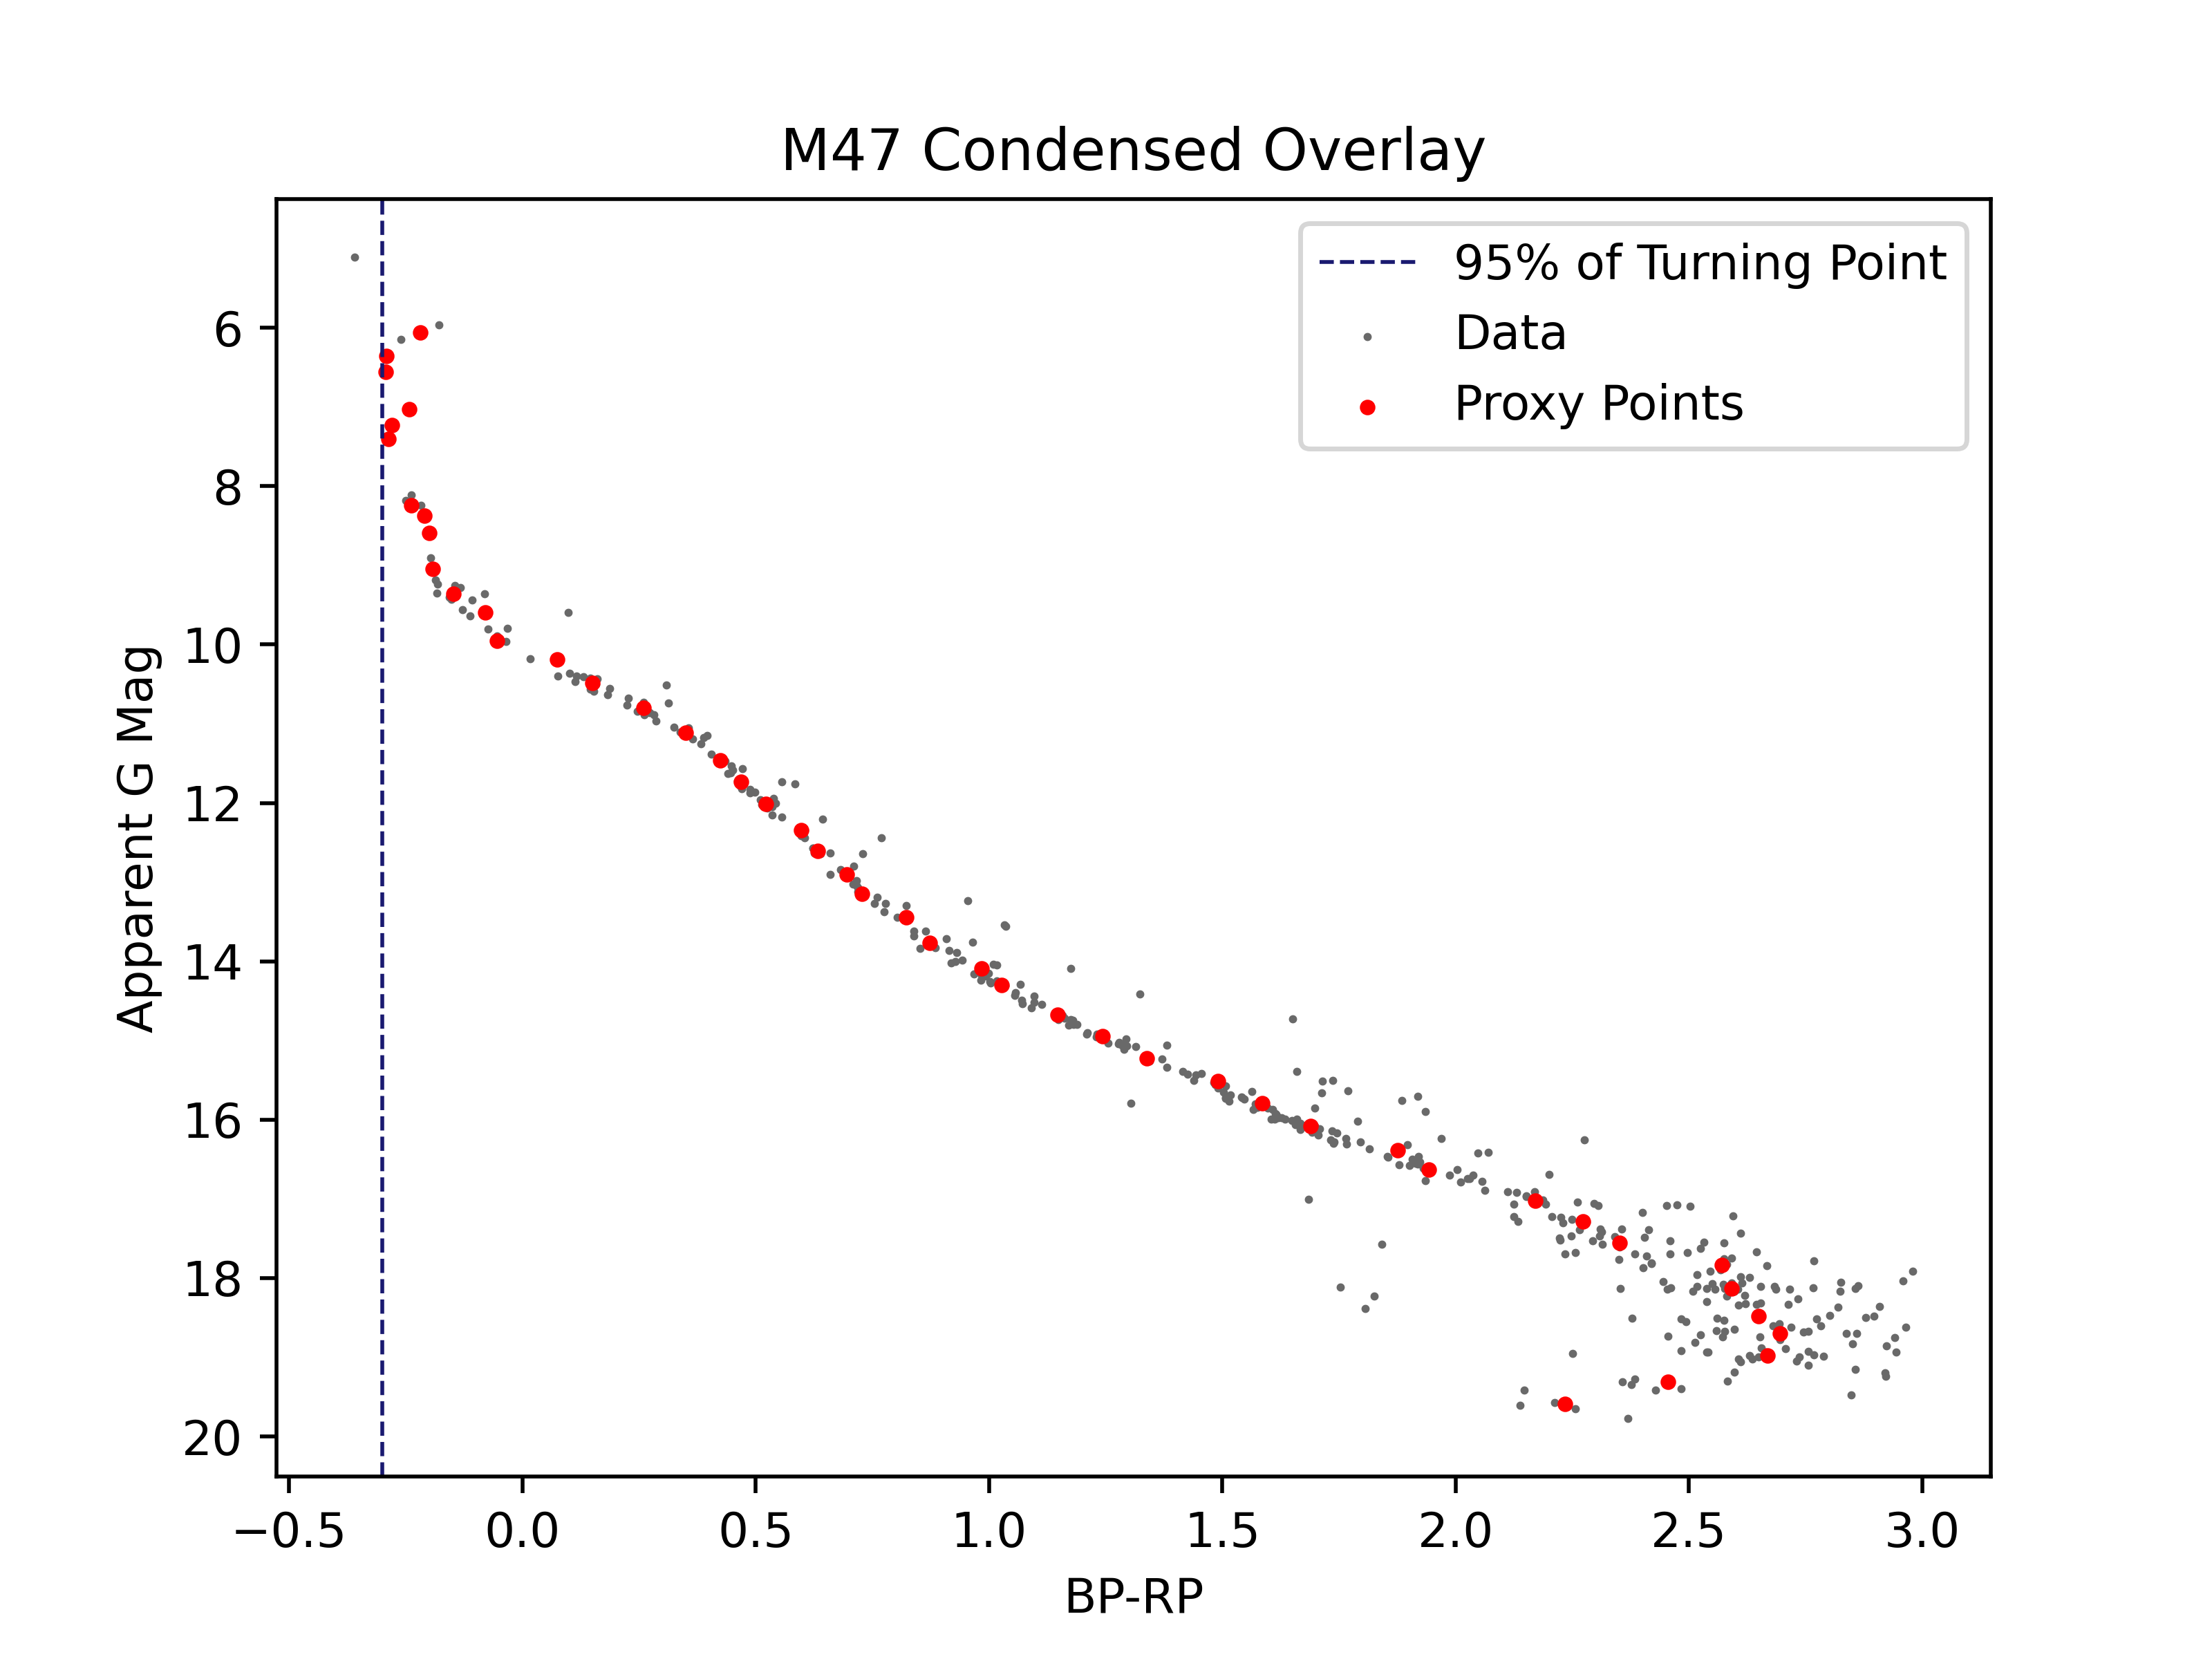 M47 Condensed Overlay
95% of Turning Point
Data
Proxy Points
Apparent G Mag
6
8
10
12
14
16
18
20
−0.5 0.0 0.5 1.0 1.5 2.0 2.5 3.0
BP-RP